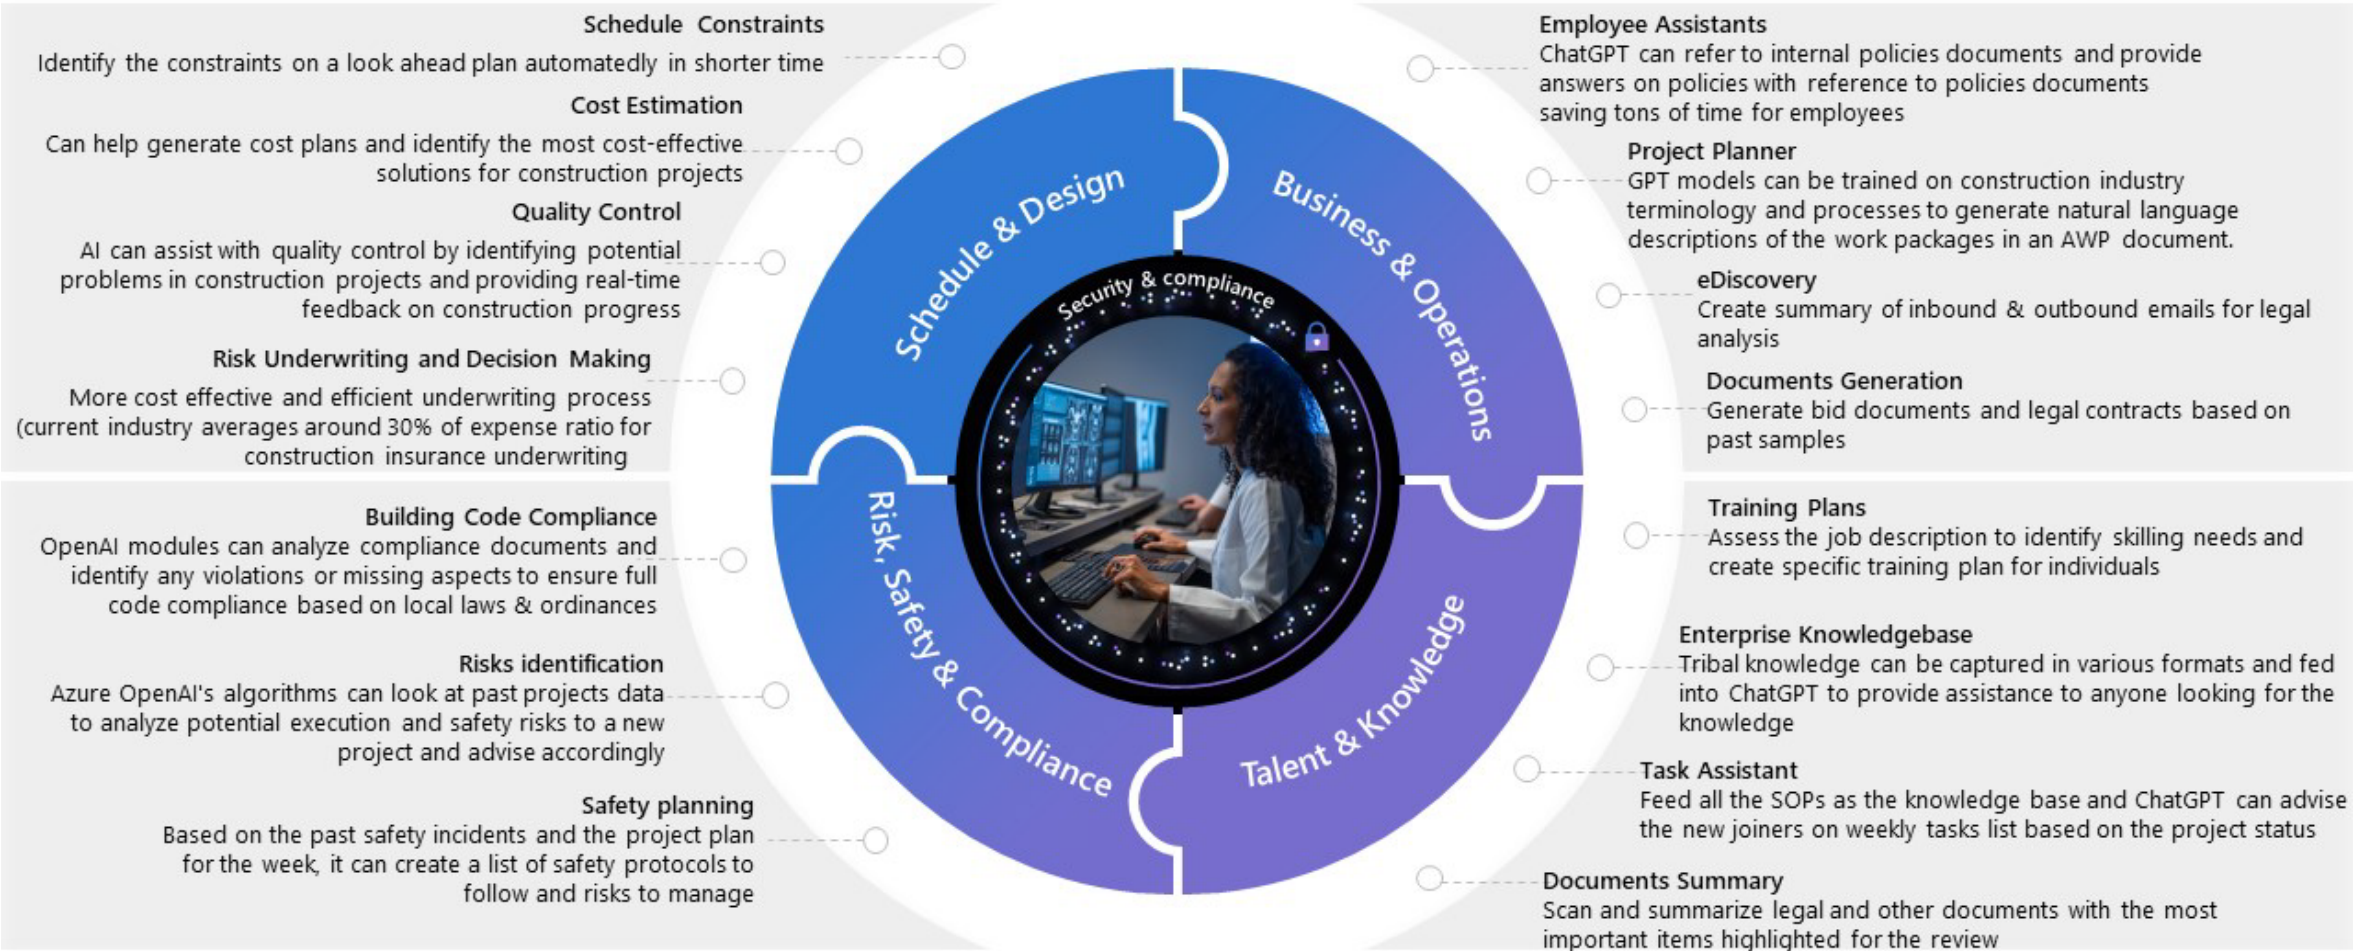 Schedule Constraints
Identify the constraints on a look ahead plan automatedly in shorter time
Cost Estimation
Can help generate cost plans and identify the most cost-effective
solutions for construction projects
Quality Control
AI can assist with quality control by identifying potential
problems in construction projects and providing real-time
feedback on construction progress
Risk Underwriting and Decision Making
More cost effective and efficient underwriting process
(current industry averages around 30% of expense ratio for
construction insurance underwriting
Building Code Compliance
OpenAI modules can analyze compliance documents and
identify any violations or missing aspects to ensure full
code compliance based on local laws & ordinances
Risks identification
Azure OpenAI's algorithms can look at past projects data
to analyze potential execution and safety risks to a new
project and advise accordingly
Safety planning
Based on the past safety incidents and the project plan
for the week, it can create a list of safety protocols to
follow and risks to manage
Schedule & Design
Business & Operations
Security & compliance
Risk, Safety & Compliance
Talent & Knowledge
Employee Assistants
ChatGPT can refer to internal policies documents and provide
answers on policies with reference to policies documents
saving tons of time for employees
Project Planner
GPT models can be trained on construction industry
terminology and processes to generate natural language
descriptions of the work packages in an AWP document.
eDiscovery
Create summary of inbound & outbound emails for legal
analysis
Documents Generation
Generate bid documents and legal contracts based on
past samples
Training Plans
Assess the job description to identify skilling needs and
create specific training plan for individuals
Enterprise Knowledgebase
Tribal knowledge can be captured in various formats and fed
into ChatGPT to provide assistance to anyone looking for the
knowledge
Task Assistant
Feed all the SOPs as the knowledge base and ChatGPT can advise
the new joiners on weekly tasks list based on the project status
Documents Summary
Scan and summarize legal and other documents with the most
important items highlighted for the review